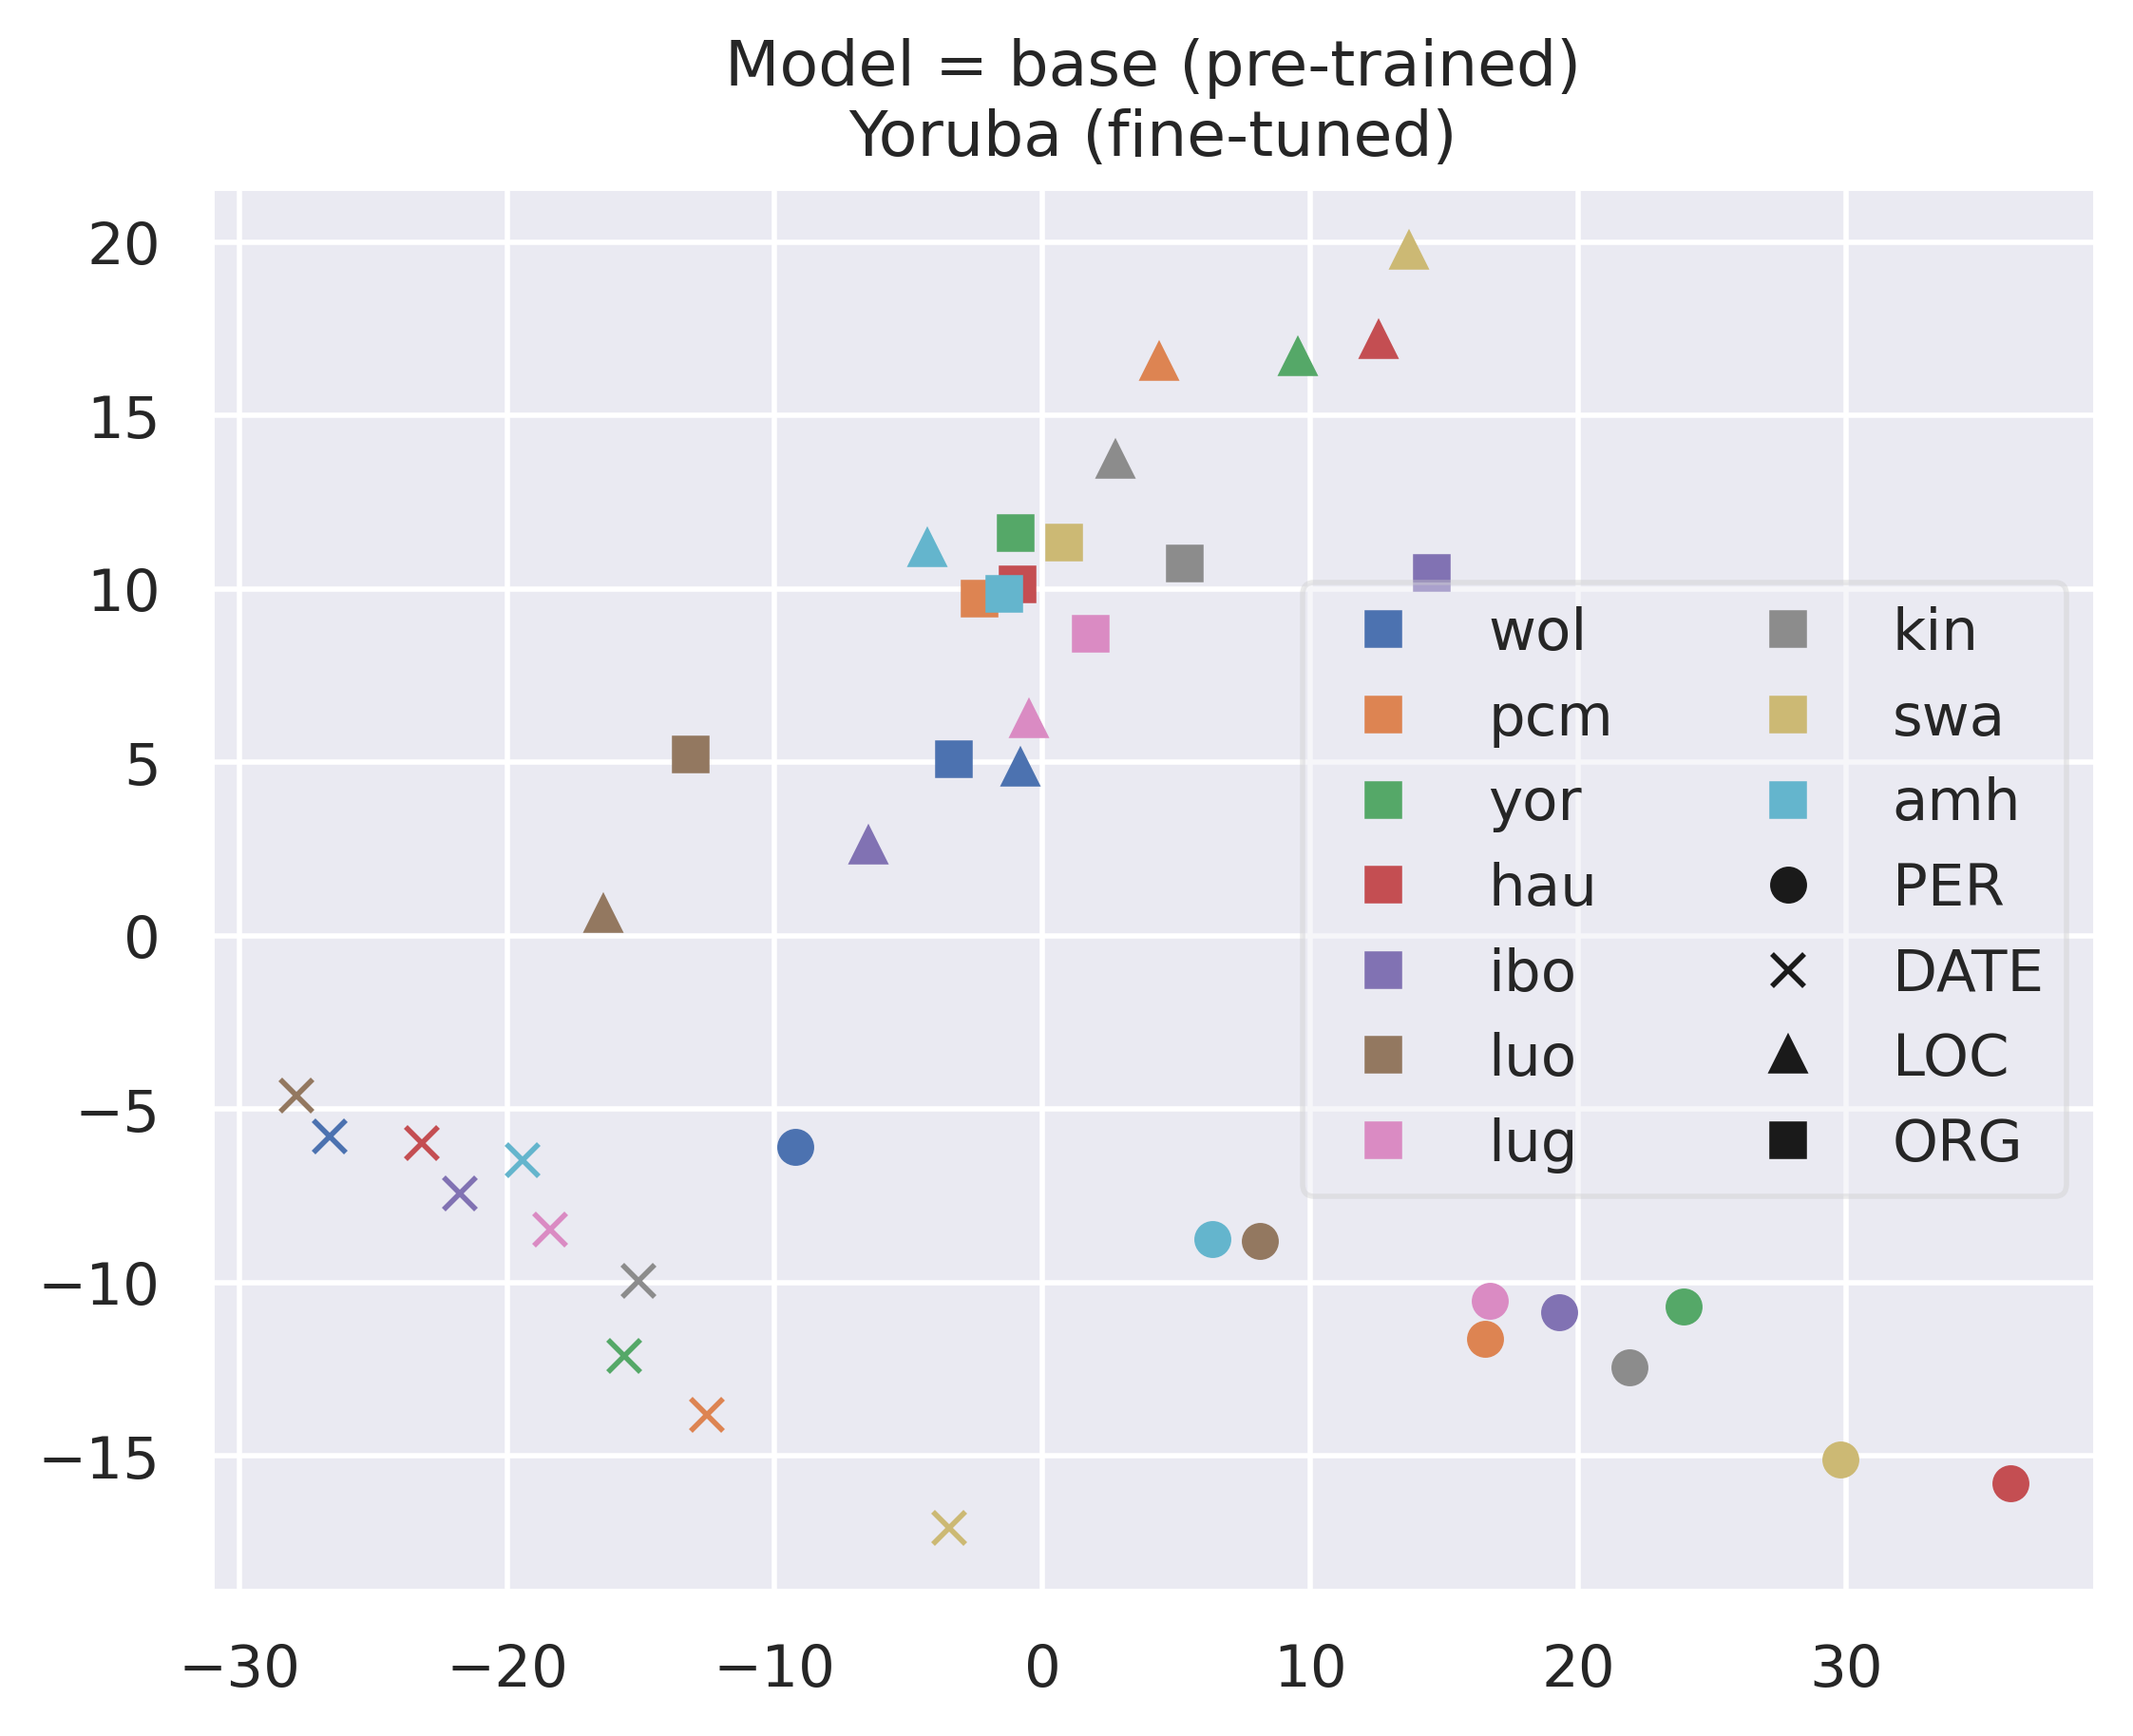 Model = base (pre-trained)
Yoruba (fine-tuned)
20
15
10
5
0
−5
−10
−15
−30
−20
−10
0
10
20
30
wol
pcm
yor
hau
ibo
luo
lug
kin
swa
amh
PER
DATE
LOC
ORG